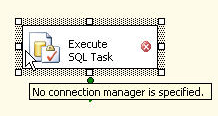 Execute
SQL Task
No connection manager is specified.